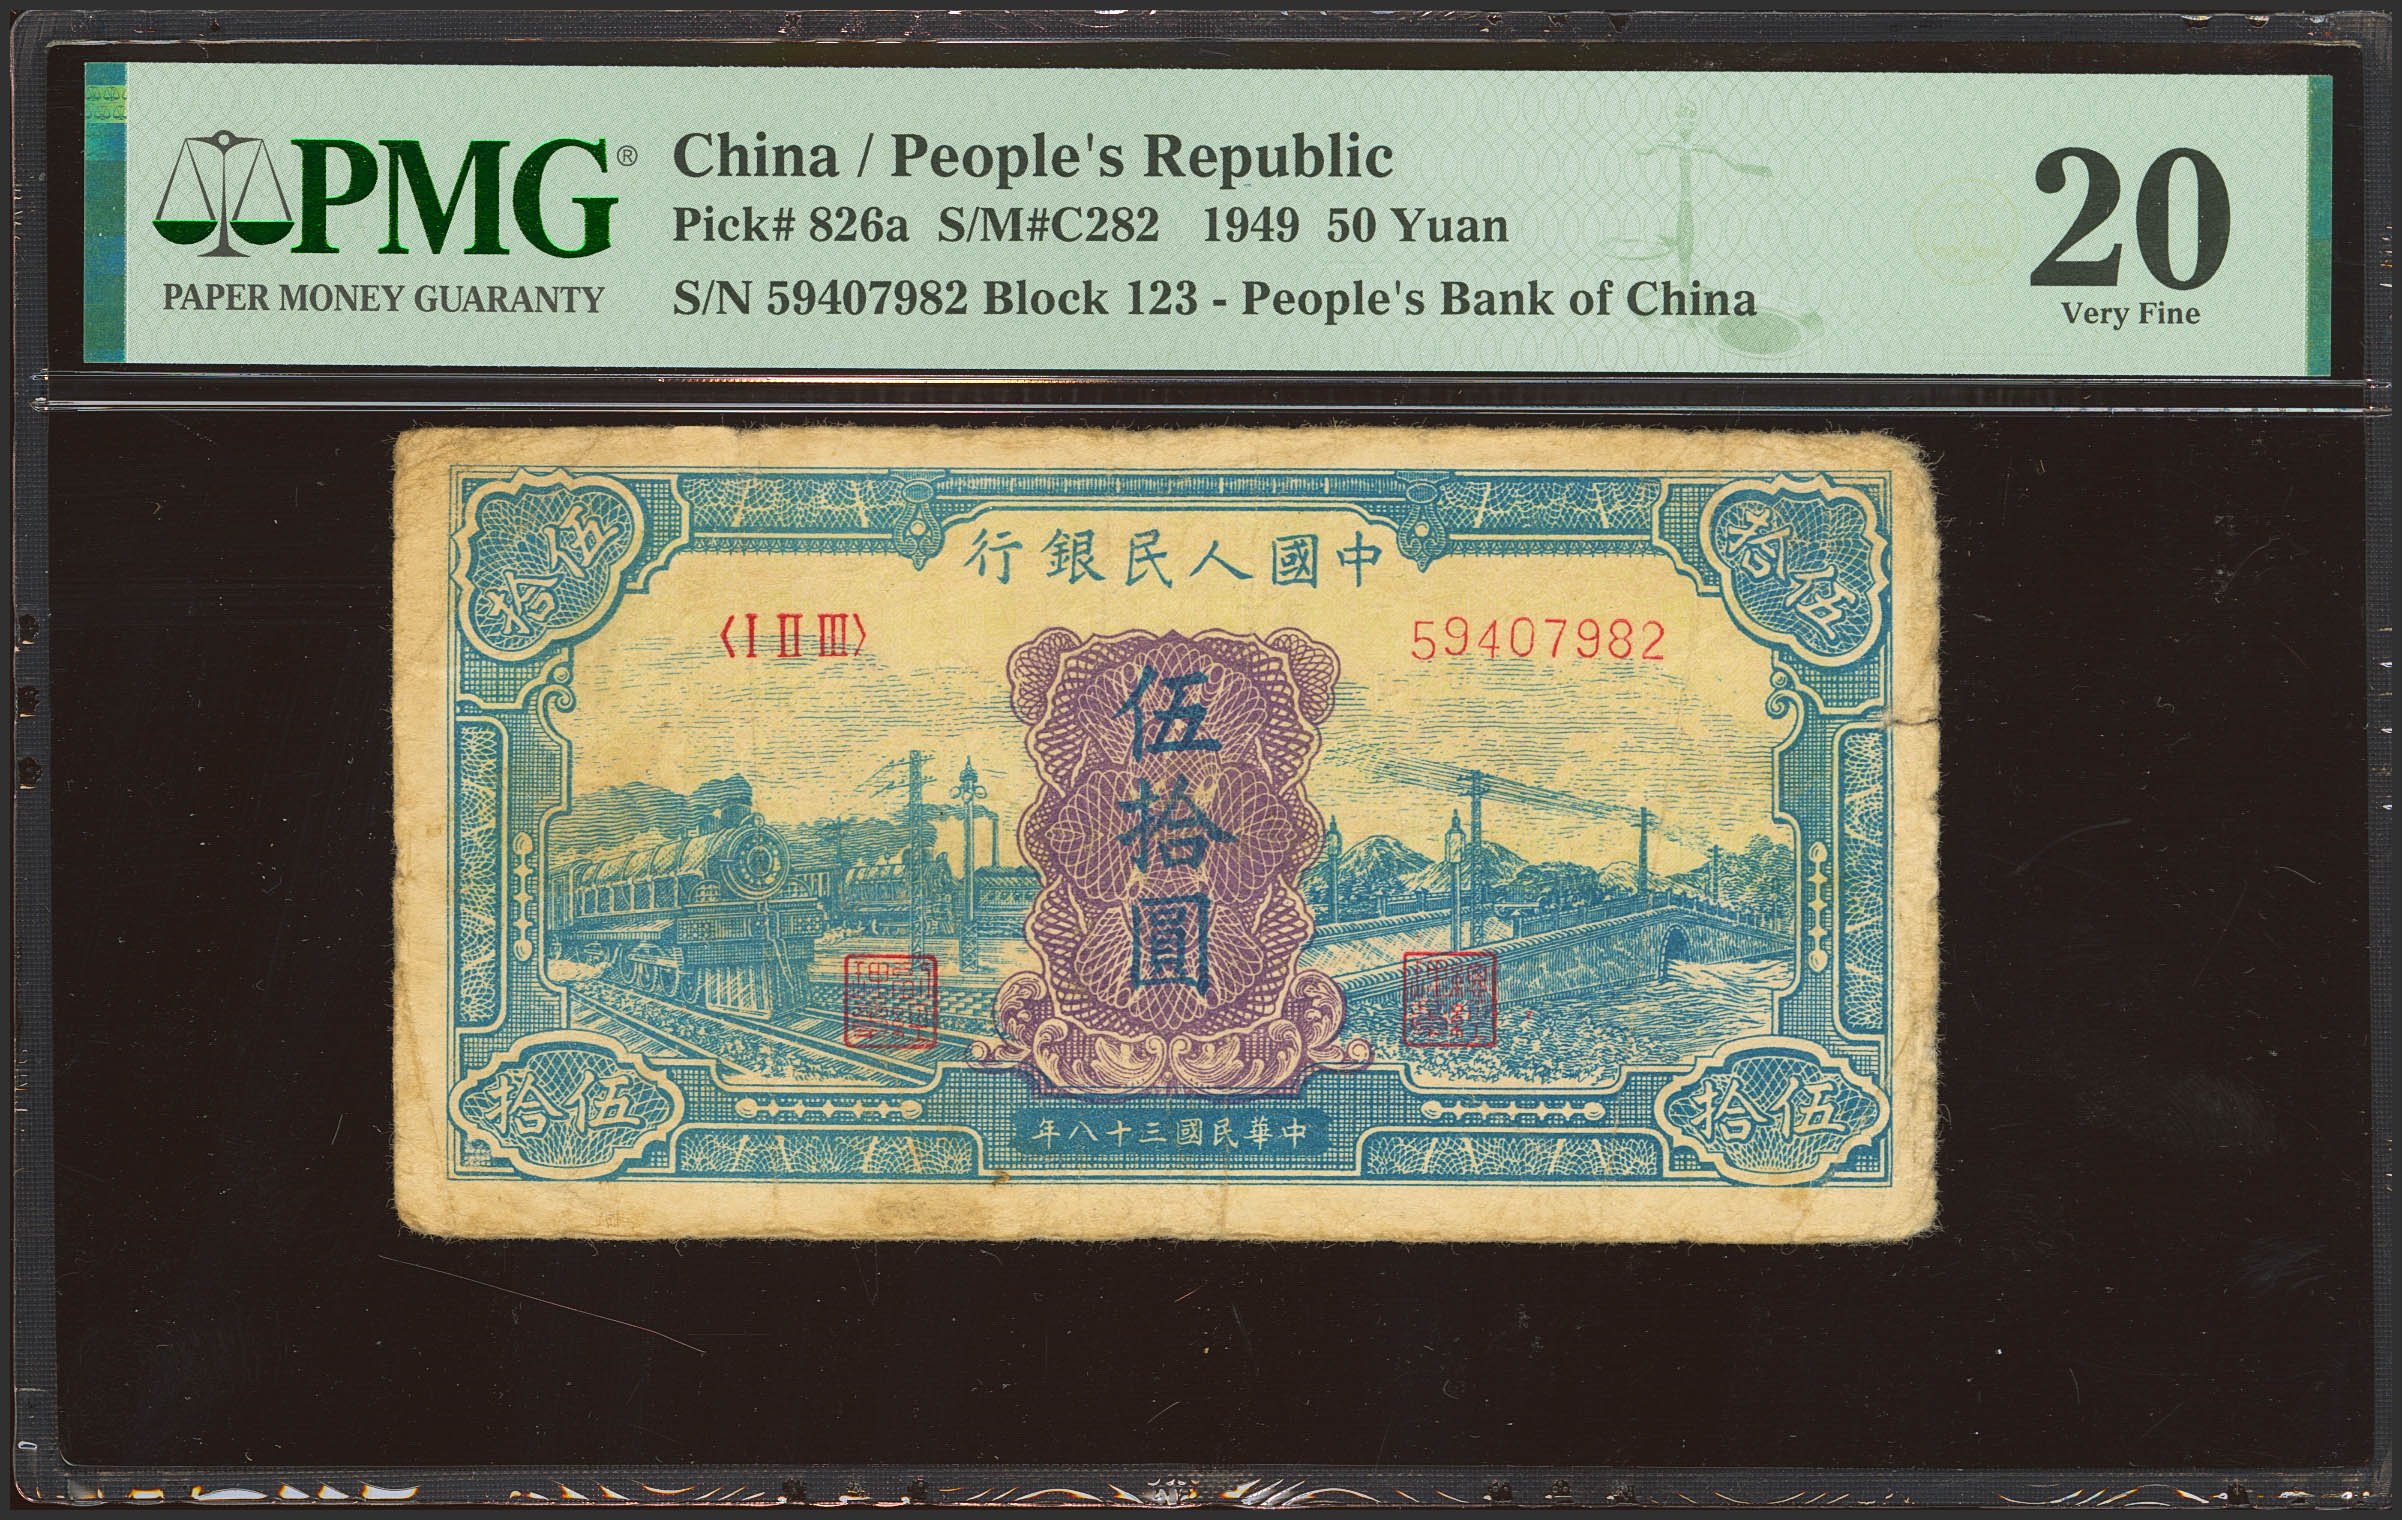 PMG®
PAPER MONEY GUARANTY
China / People's Republic
Pick# 826a S/M#C282 1949 50 Yuan
S/N 59407982 Block 123 - People's Bank of China
20
Very Fine
行銀民人國中
拾伍
拾伍
〈I II III〉
59407982
伍拾圓
拾伍
拾伍
年八十三國民華中